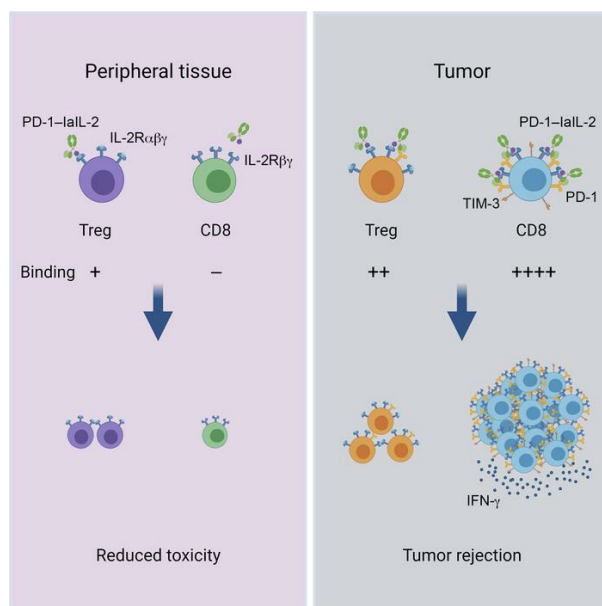 Peripheral tissue
PD-1–laIL-2
IL-2Rαβγ
IL-2Rβγ
Treg
CD8
Binding + –
Reduced toxicity
Tumor
PD-1–laIL-2
TIM-3
PD-1
Treg
CD8
++ ++++
IFN-γ
Tumor rejection